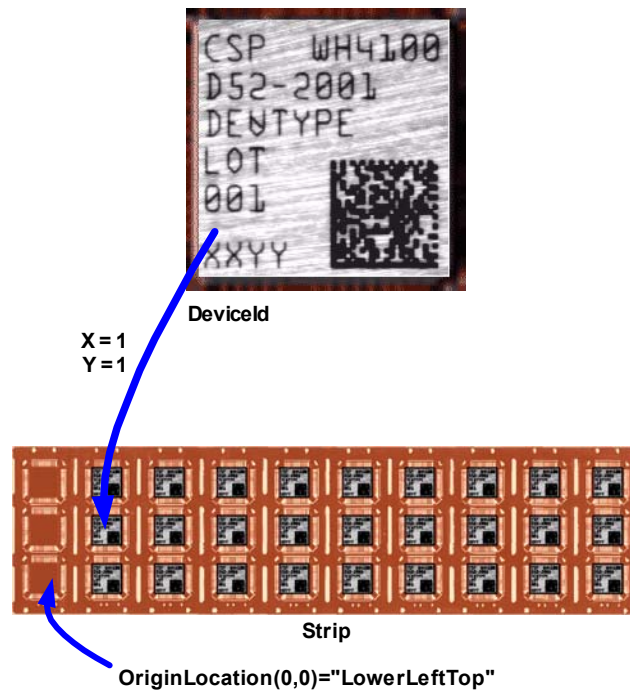 CSP WH4100
D52-2001
DEVTYPE
LOT
001
XXYY
DeviceId
X = 1
Y = 1
Strip
OriginLocation(0,0)="LowerLeftTop"